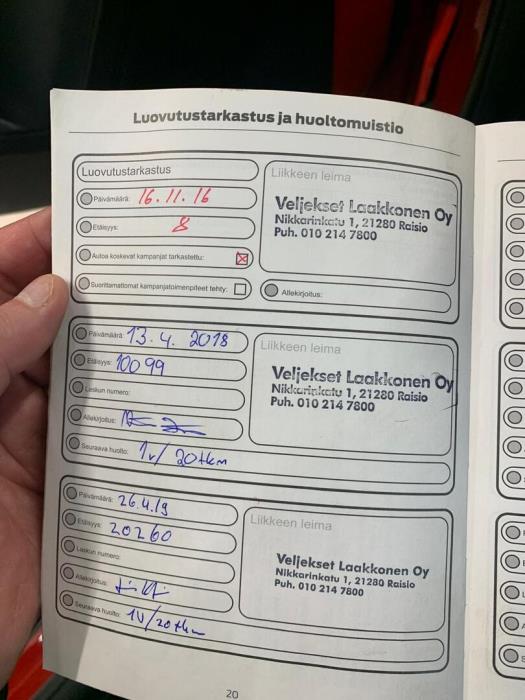 Luovutustarkastus ja huoltomuistio
Luovutustarkastus
Päivämäärä: 16.11.16
Etäisyys: 8
Autoa koskevat kampanjat tarkastettu:
Suorittamattomat kampanjatoimenpiteet tehty:
Liikkeen leima
Veljekset Laakkonen Oy
Nikkarinkatu 1, 21280 Raisio
Puh. 010 214 7800
Allekirjoitus:
Päivämäärä: 13.4.2018
Etäisyys: 10099
Laskun numero:
Allekirjoitus:
Seuraava huolto: 1v/20tkm
Liikkeen leima
Veljekset Laakkonen Oy
Nikkarinkatu 1, 21280 Raisio
Puh. 010 214 7800
Päivämäärä: 26.4.19
Etäisyys: 20260
Laskun numero:
Allekirjoitus:
Seuraava huolto: 1V/20tkm
Liikkeen leima
Veljekset Laakkonen Oy
Nikkarinkatu 1, 21280 Raisio
Puh. 010 214 7800
20